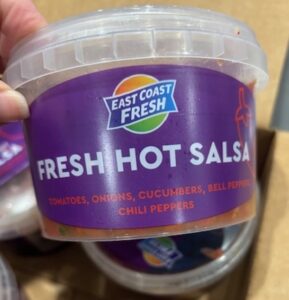 EAST COAST
FRESH
FRESH HOT SALSA
TOMATOES, ONIONS, CUCUMBERS, BELL PEPPERS,
CHILI PEPPERS